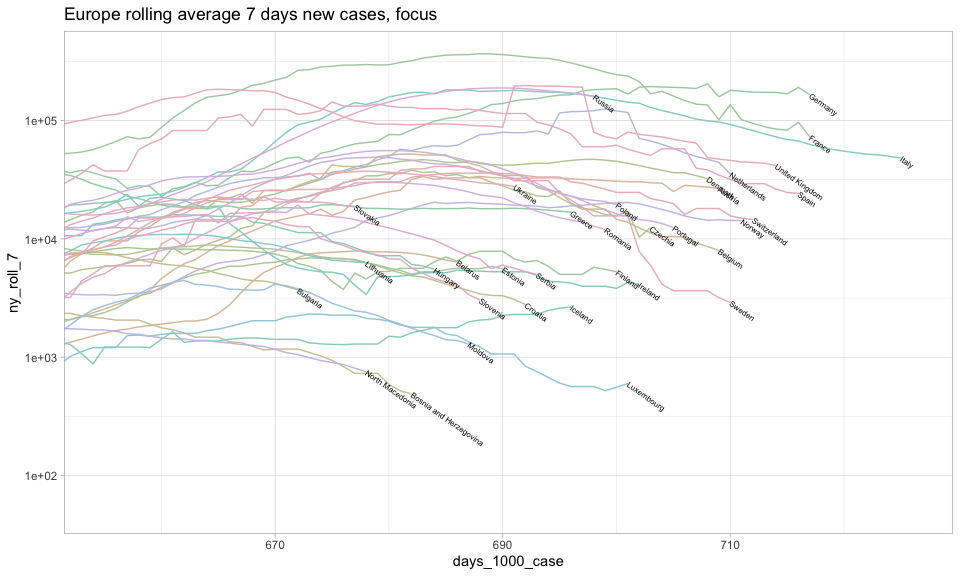 Europe rolling average 7 days new cases, focus
ny_roll_7
1e+05
1e+04
1e+03
1e+02
Germany
Russia
France
Italy
United Kingdom
Netherlands
Denmark
Spain
Ukraine
Slovakia
Poland
Greece
Switzerland
Norway
Portugal
Czechia
Romania
Belgium
Lithuania
Belarus
Hungary
Estonia
Serbia
Finland
Ireland
Bulgaria
Slovenia
Croatia
Iceland
Sweden
Moldova
North Macedonia
Bosnia and Herzegovina
Luxembourg
670
690
710
days_1000_case